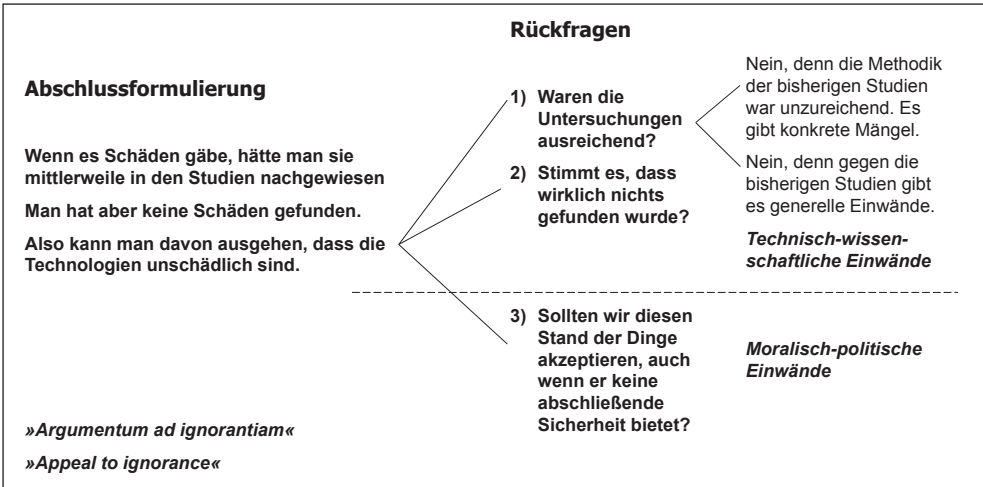 Rückfragen
Abschlussformulierung
Wenn es Schäden gäbe, hätte man sie
mittlerweile in den Studien nachgewiesen
Man hat aber keine Schäden gefunden.
Also kann man davon ausgehen, dass die
Technologien unschädlich sind.
»Argumentum ad ignorantiam«
»Appeal to ignorance«
1) Waren die
Untersuchungen
ausreichend?
2) Stimmt es, dass
wirklich nichts
gefunden wurde?
3) Sollten wir diesen
Stand der Dinge
akzeptieren, auch
wenn er keine
abschließende
Sicherheit bietet?
Nein, denn die Methodik
der bisherigen Studien
war unzureichend. Es
gibt konkrete Mängel.
Nein, denn gegen die
bisherigen Studien gibt
es generelle Einwände.
Technisch-wissen-
schaftliche Einwände
Moralisch-politische
Einwände